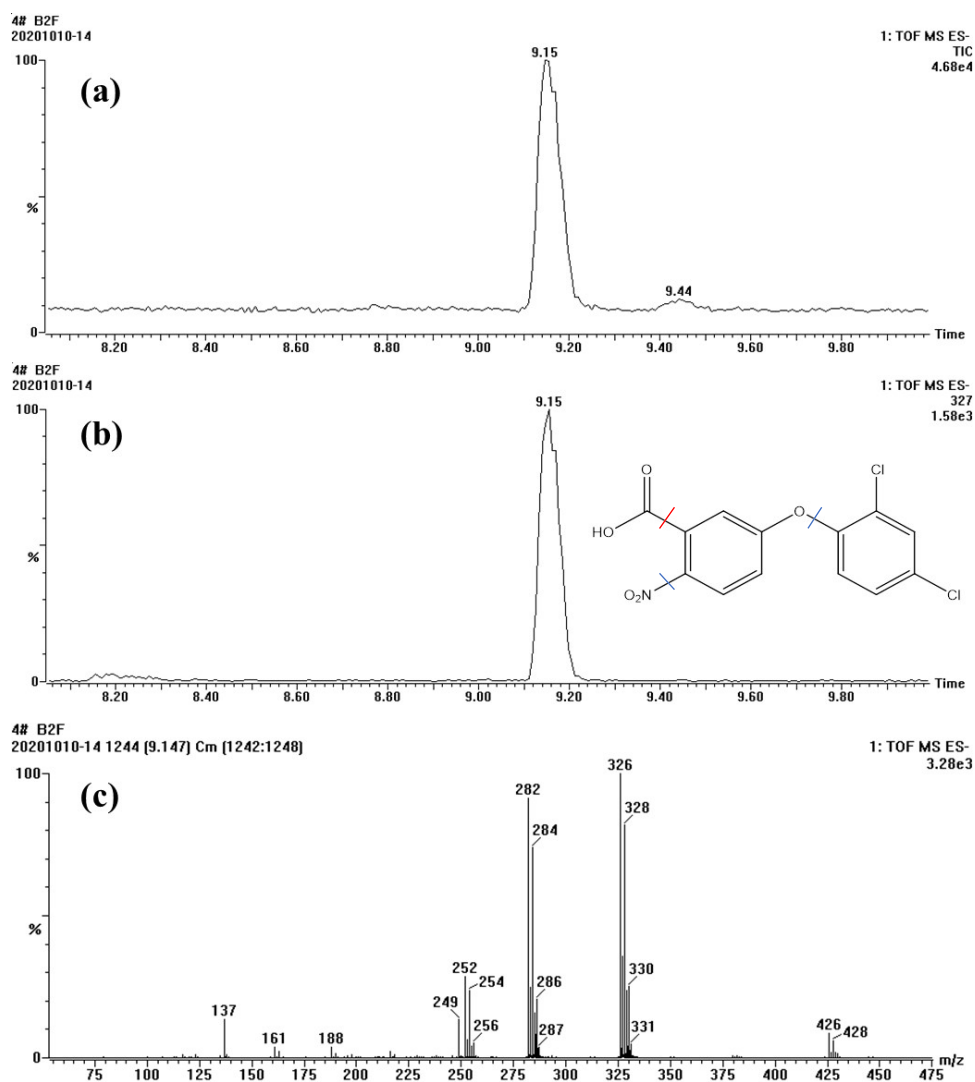 4# B2F
20201010-14
1: TOF MS ES-
TIC
4.68e4
100
9.15
(a)
%
9.44
0
8.20 8.40 8.60 8.80 9.00 9.20 9.40 9.60 9.80 Time
4# B2F
20201010-14
1: TOF MS ES-
327
1.58e3
100
9.15
(b)
O
Cl
O
HO
%
O₂N
Cl
0
8.20 8.40 8.60 8.80 9.00 9.20 9.40 9.60 9.80 Time
4# B2F
20201010-14 1244 (9.147) Cm (1242:1248)
1: TOF MS ES-
3.28e3
100
326
(c)
282
328
284
%
252
254
330
286
249
137
426
428
331
287
256
161
188
0
75 100 125 150 175 200 225 250 275 300 325 350 375 400 425 450 475 m/z